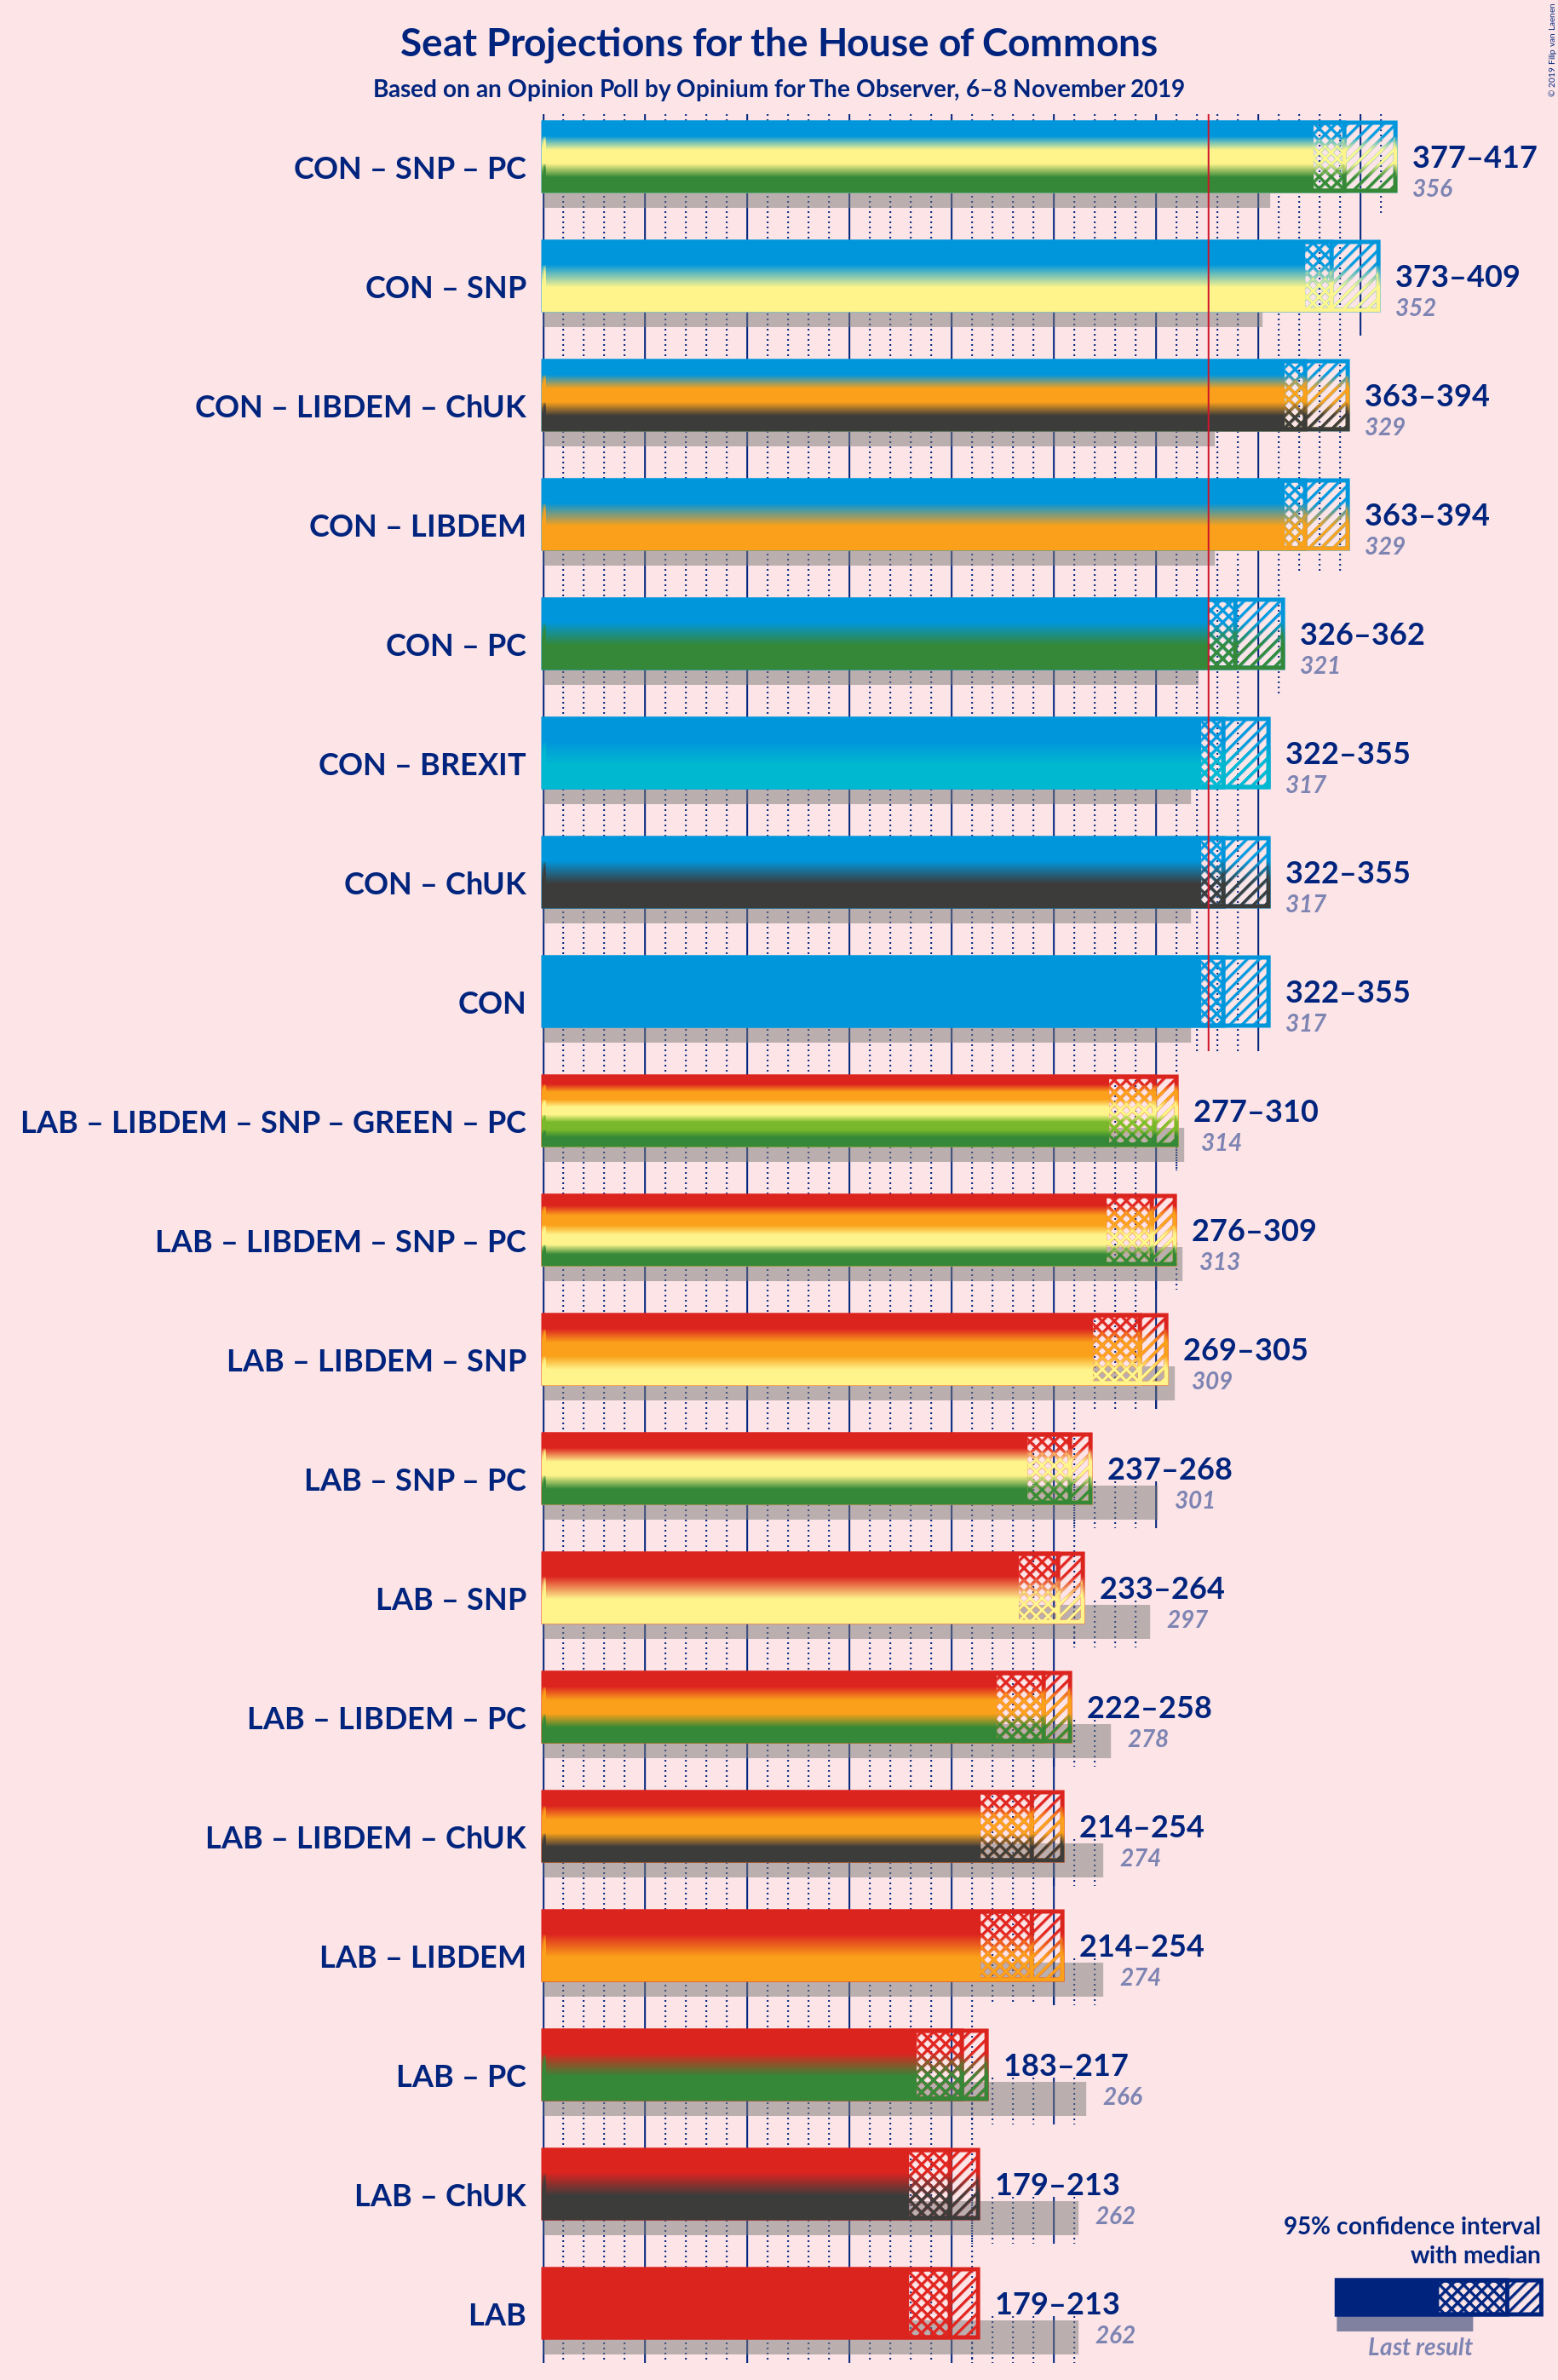 © 2019 Filip van Laenen
Seat Projections for the House of Commons
Based on an Opinion Poll by Opinium for The Observer, 6–8 November 2019
CON – SNP – PC
377–417
356
CON – SNP
373–409
352
CON – LIBDEM – ChUK
363–394
329
CON – LIBDEM
363–394
329
CON – PC
326–362
321
CON – BREXIT
322–355
317
CON – ChUK
322–355
317
CON
322–355
317
LAB – LIBDEM – SNP – GREEN – PC
277–310
314
LAB – LIBDEM – SNP – PC
276–309
313
LAB – LIBDEM – SNP
269–305
309
LAB – SNP – PC
237–268
301
LAB – SNP
233–264
297
LAB – LIBDEM – PC
222–258
278
LAB – LIBDEM – ChUK
214–254
274
LAB – LIBDEM
214–254
274
LAB – PC
183–217
266
LAB – ChUK
179–213
262
LAB
179–213
262
95% confidence interval
with median
Last result